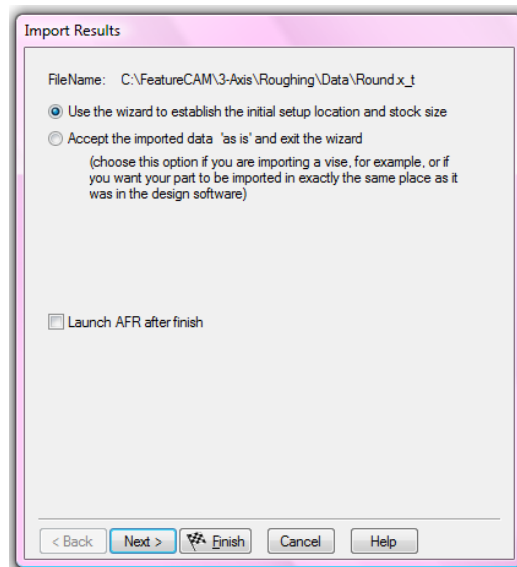 Import Results
FileName: C:\FeatureCAM\3-Axis\Roughing\Data\Round.x_t
Use the wizard to establish the initial setup location and stock size
Accept the imported data 'as is' and exit the wizard
(choose this option if you are importing a vise, for example, or if
you want your part to be imported in exactly the same place as it
was in the design software)
Launch AFR after finish
< Back Next > Finish Cancel Help